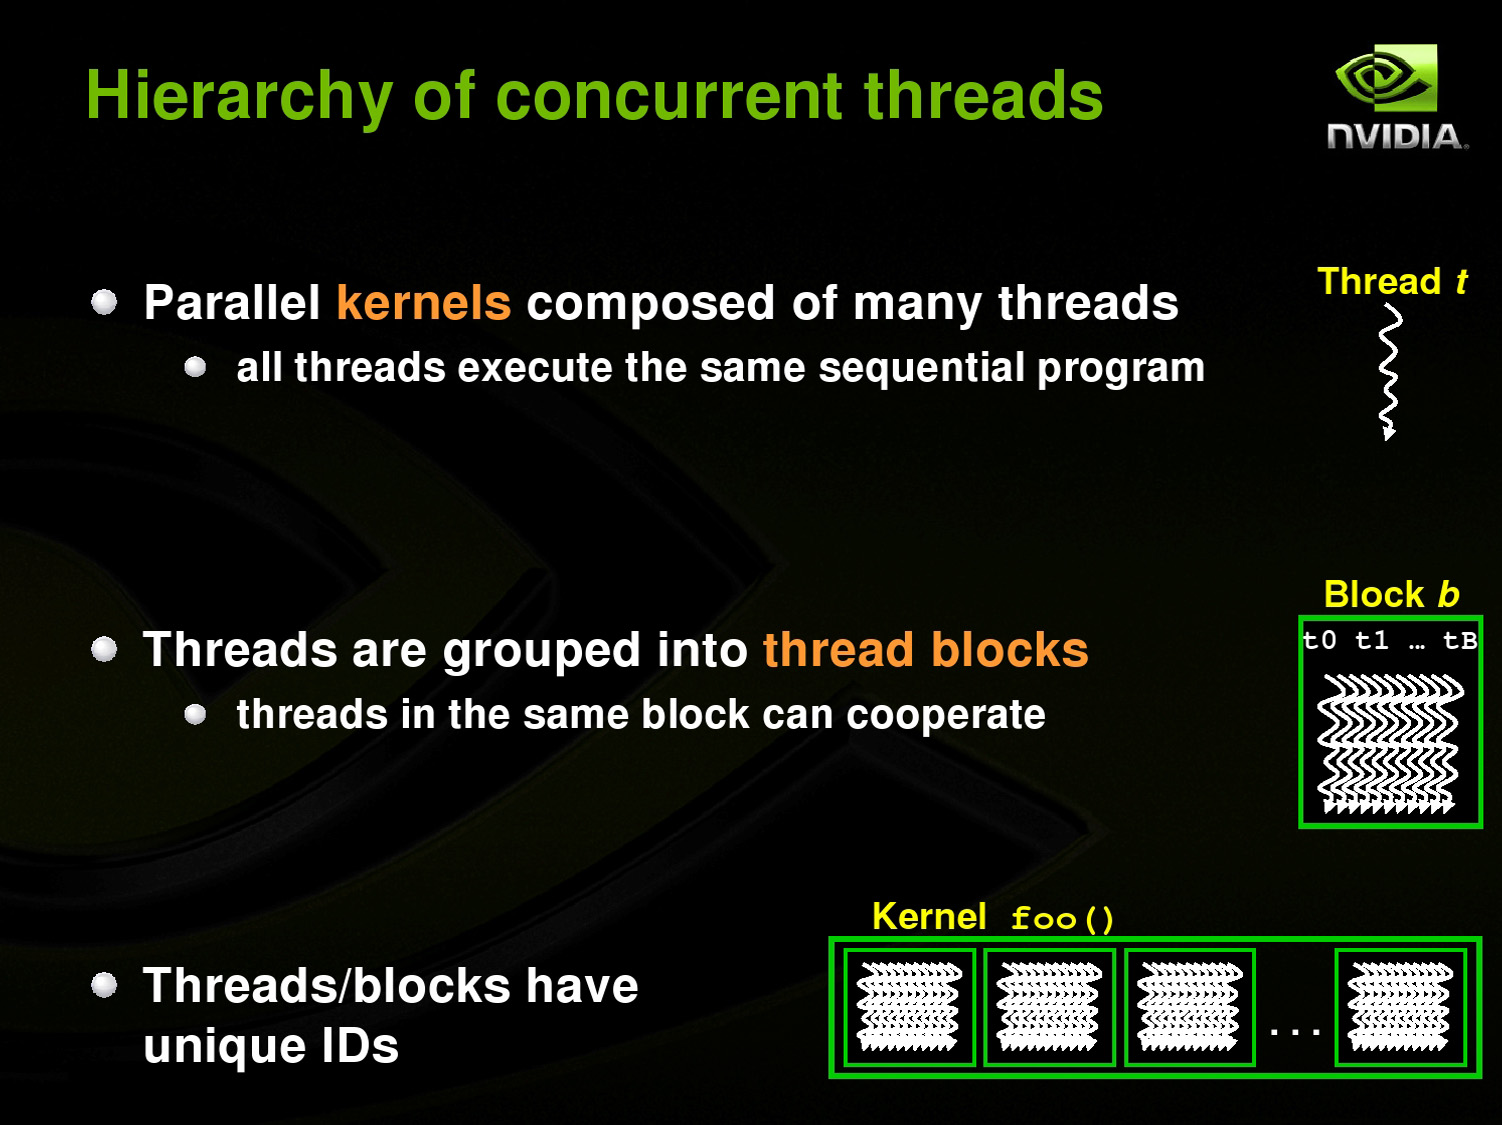 Hierarchy of concurrent threads
NVIDIA®
Parallel kernels composed of many threads
all threads execute the same sequential program
Thread t
Threads are grouped into thread blocks
threads in the same block can cooperate
Block b
t0 t1 … tB
Threads/blocks have
unique IDs
Kernel foo()
. . .